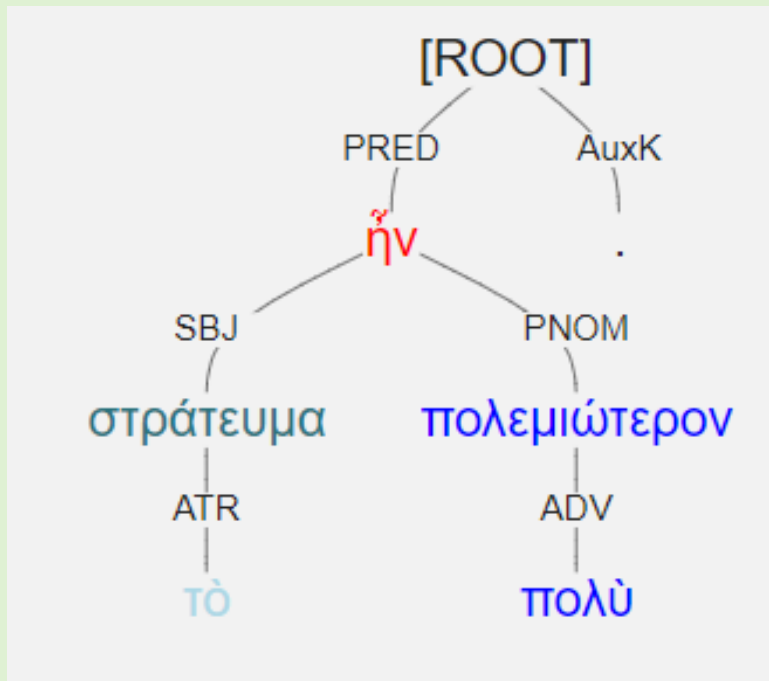 [ROOT]
PRED AuxK
ἦν .
SBJ PNOM
στράτευμα πολεμιώτερον
ATR ADV
τὸ πολὺ